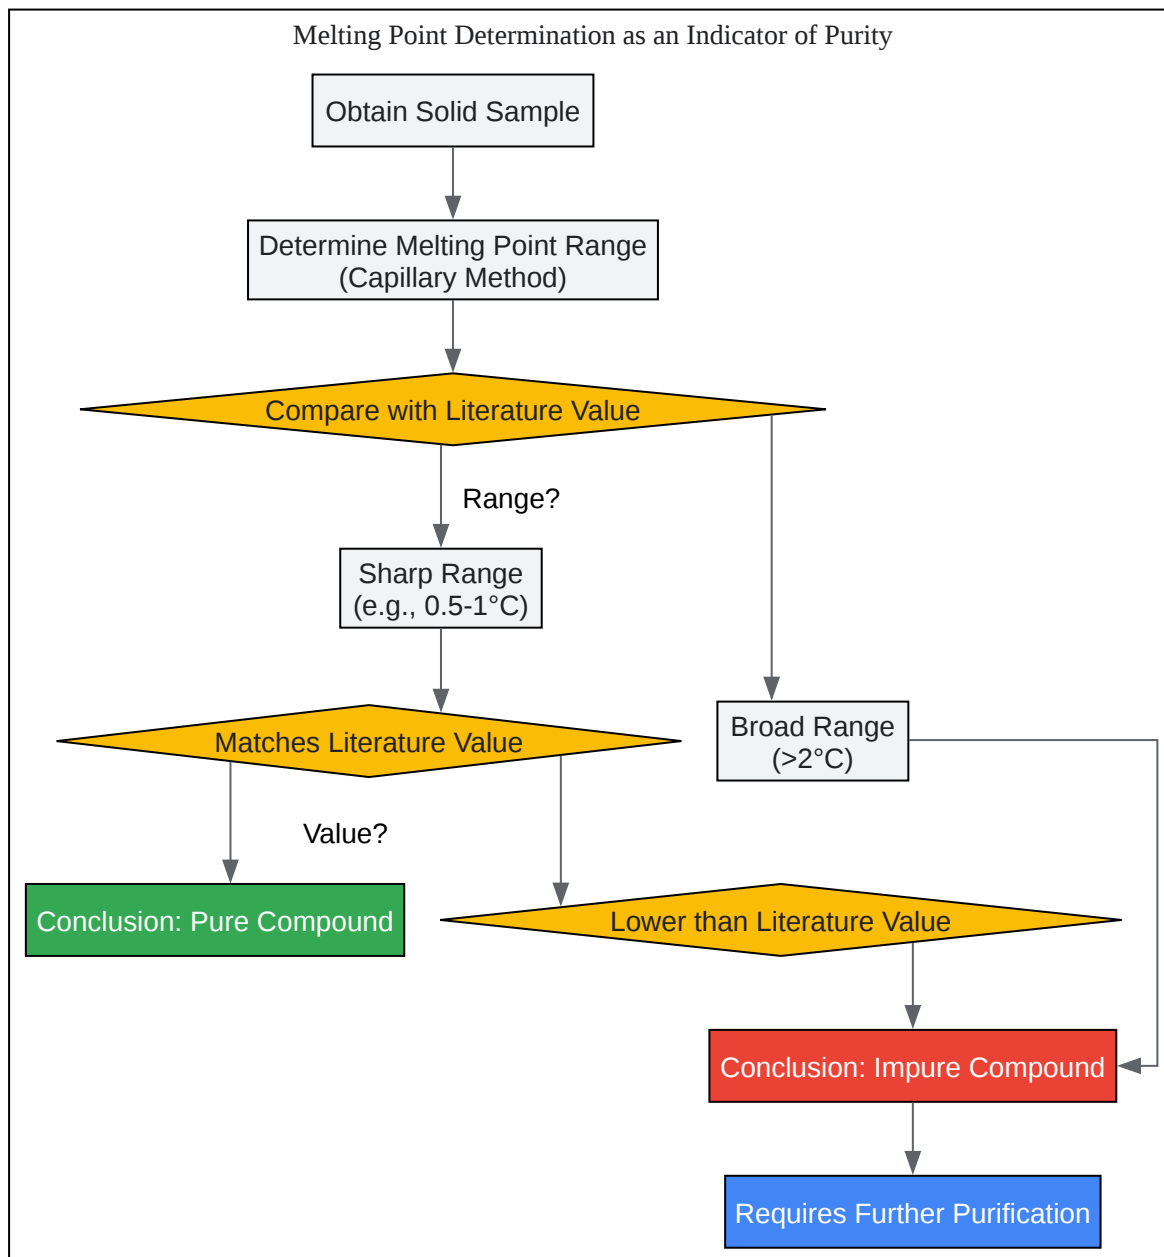 Melting Point Determination as an Indicator of Purity
Obtain Solid Sample
Determine Melting Point Range
(Capillary Method)
Compare with Literature Value
Range?
Sharp Range
(e.g., 0.5-1°C)
Broad Range
(>2°C)
Matches Literature Value
Value?
Conclusion: Pure Compound
Lower than Literature Value
Conclusion: Impure Compound
Requires Further Purification